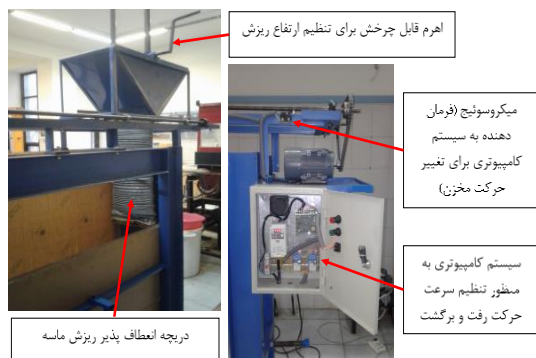 اهرم قابل چرخش برای تنظیم ارتفاع ریزش
میکروسوئیچ (فرمان
دهنده به سیستم
کامپیوتری برای تغییر
حرکت مخزن)
سیستم کامپیوتری به
منظور تنظیم سرعت
حرکت رفت و برگشت
دریچه انعطاف پذیر ریزش ماسه